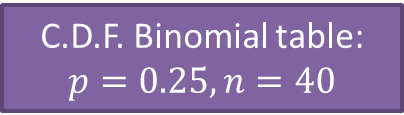 C.D.F. Binomial table:
𝑝 = 0.25, 𝑛 = 40